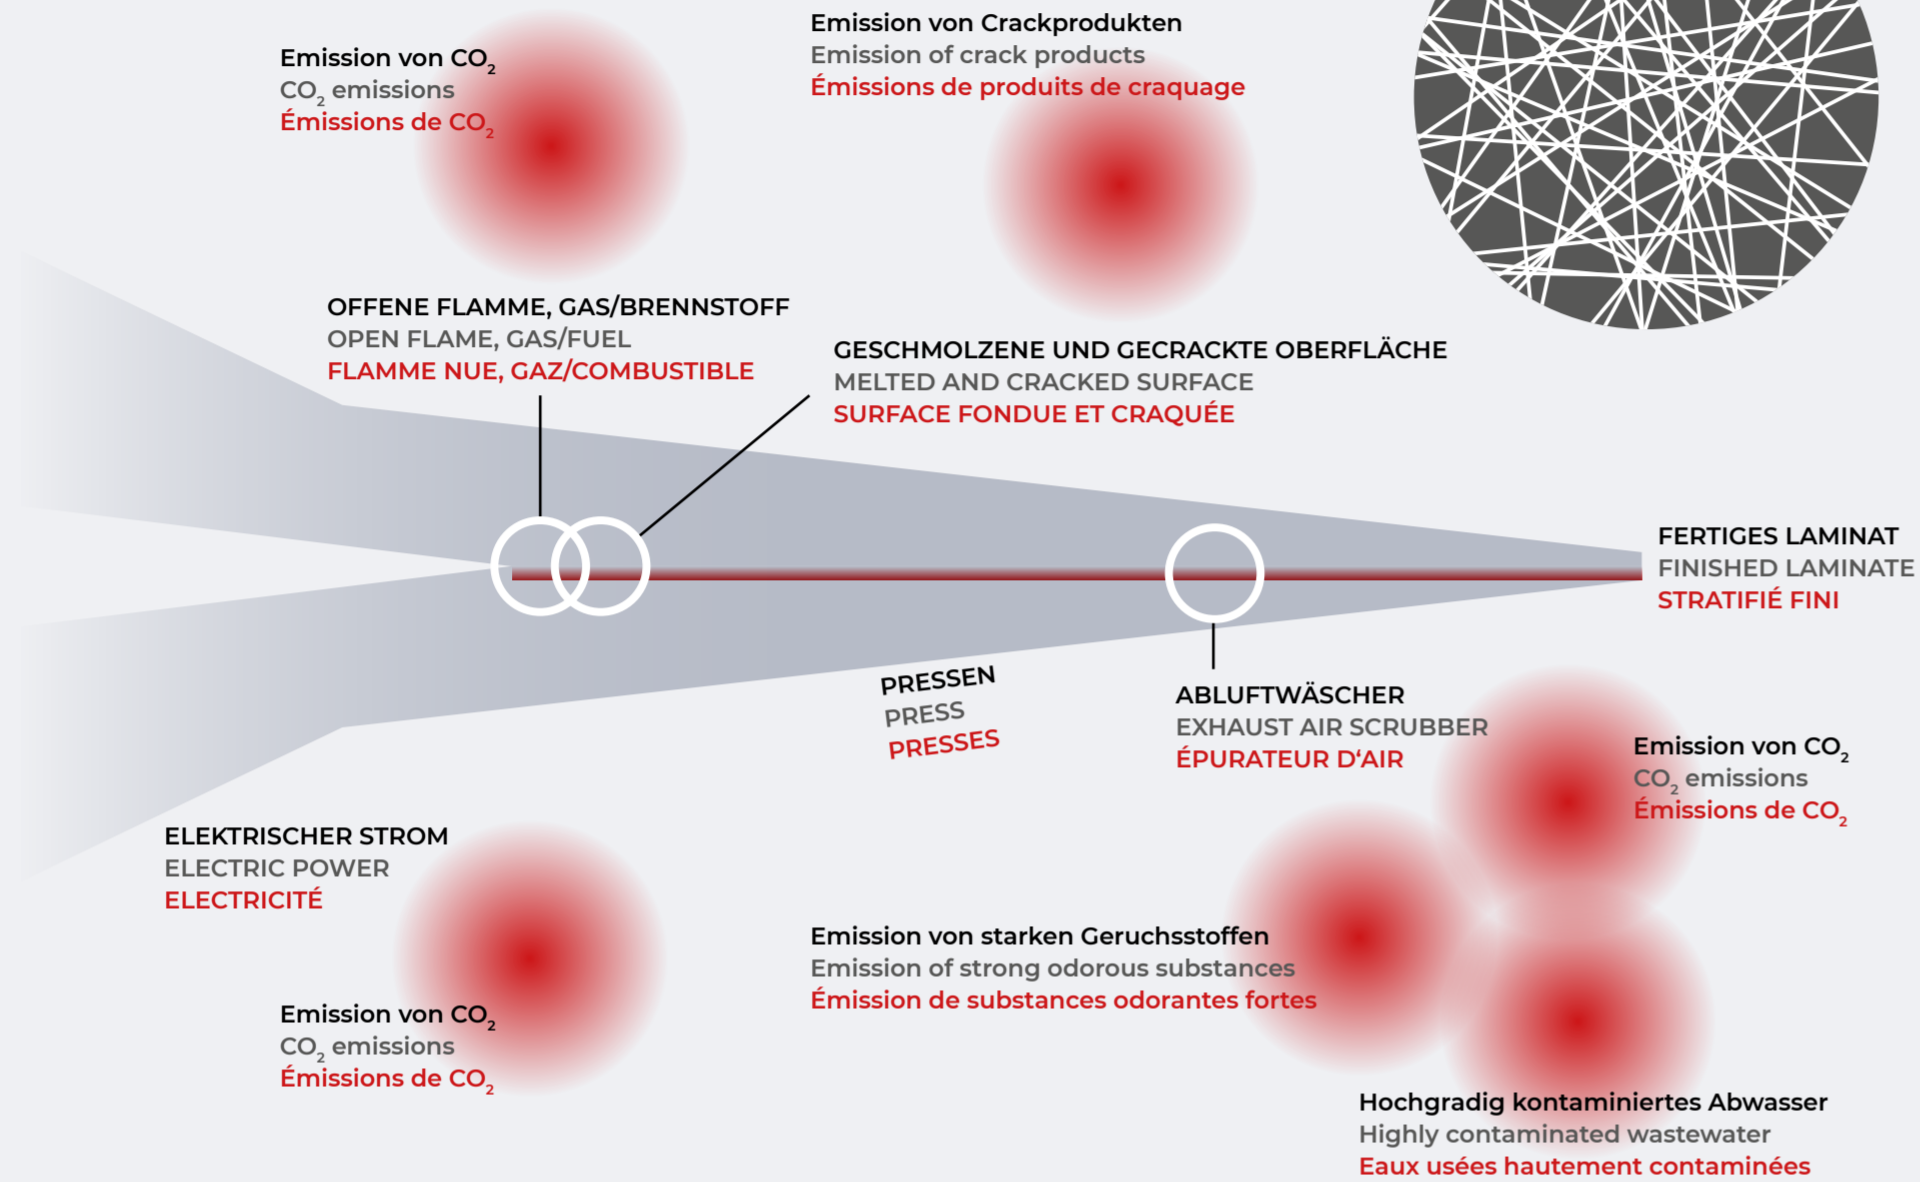 Emission von CO₂
CO₂ emissions
Émissions de CO₂
Emission von Crackprodukten
Emission of crack products
Émissions de produits de craquage
OFFENE FLAMME, GAS/BRENNSTOFF
OPEN FLAME, GAS/FUEL
FLAMME NUE, GAZ/COMBUSTIBLE
GESCHMOLZENE UND GECRACKTE OBERFLÄCHE
MELTED AND CRACKED SURFACE
SURFACE FONDUE ET CRAQUÉE
FERTIGES LAMINAT
FINISHED LAMINATE
STRATIFIÉ FINI
PRESSEN
PRESS
PRESSES
ABLUFTWÄSCHER
EXHAUST AIR SCRUBBER
ÉPURATEUR D‘AIR
Emission von CO₂
CO₂ emissions
Émissions de CO₂
ELEKTRISCHER STROM
ELECTRIC POWER
ELECTRICITÉ
Emission von starken Geruchsstoffen
Emission of strong odorous substances
Émission de substances odorantes fortes
Emission von CO₂
CO₂ emissions
Émissions de CO₂
Hochgradig kontaminiertes Abwasser
Highly contaminated wastewater
Eaux usées hautement contaminées